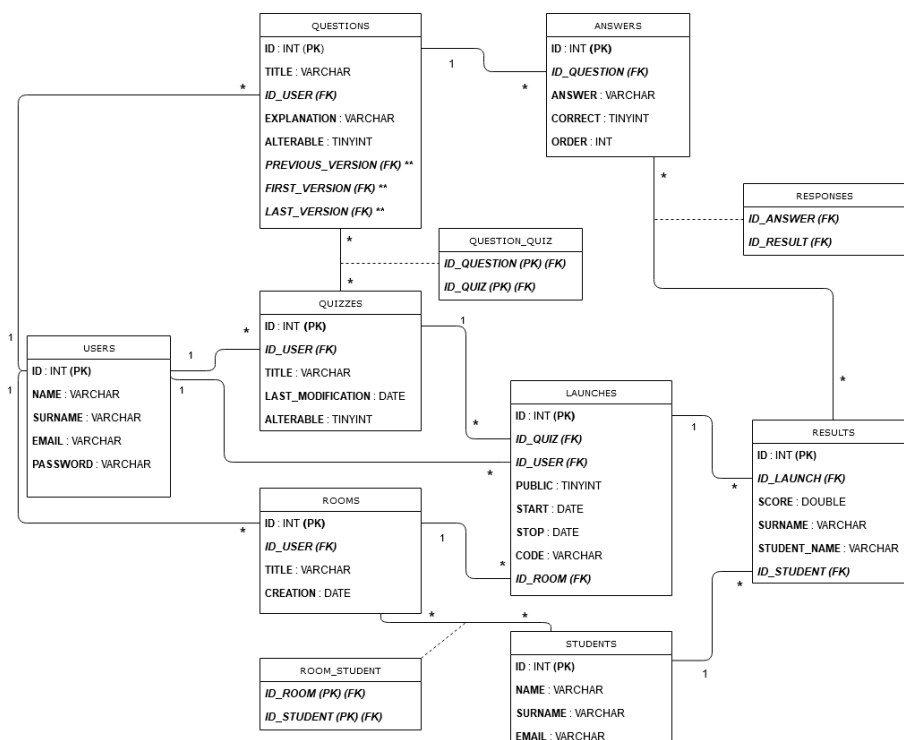 QUESTIONS
ID : INT (PK)
TITLE : VARCHAR
ID_USER (FK)
EXPLANATION : VARCHAR
ALTERABLE : TINYINT
PREVIOUS_VERSION (FK) **
FIRST_VERSION (FK) **
LAST_VERSION (FK) **
ANSWERS
ID : INT (PK)
ID_QUESTION (FK)
ANSWER : VARCHAR
CORRECT : TINYINT
ORDER : INT
1
*
*
*
RESPONSES
ID_ANSWER (FK)
ID_RESULT (FK)
*
*
QUESTION_QUIZ
ID_QUESTION (PK) (FK)
ID_QUIZ (PK) (FK)
QUIZZES
ID : INT (PK)
ID_USER (FK)
TITLE : VARCHAR
LAST_MODIFICATION : DATE
ALTERABLE : TINYINT
1
*
1
1
1
1
*
USERS
ID : INT (PK)
NAME : VARCHAR
SURNAME : VARCHAR
EMAIL : VARCHAR
PASSWORD : VARCHAR
LAUNCHES
ID : INT (PK)
ID_QUIZ (FK)
ID_USER (FK)
PUBLIC : TINYINT
START : DATE
STOP : DATE
CODE : VARCHAR
ID_ROOM (FK)
*
*
1
*
*
RESULTS
ID : INT (PK)
ID_LAUNCH (FK)
SCORE : DOUBLE
SURNAME : VARCHAR
STUDENT_NAME : VARCHAR
ID_STUDENT (FK)
ROOMS
ID : INT (PK)
ID_USER (FK)
TITLE : VARCHAR
CREATION : DATE
*
1
*
*
*
*
1
STUDENTS
ID : INT (PK)
NAME : VARCHAR
SURNAME : VARCHAR
EMAIL : VARCHAR
ROOM_STUDENT
ID_ROOM (PK) (FK)
ID_STUDENT (PK) (FK)